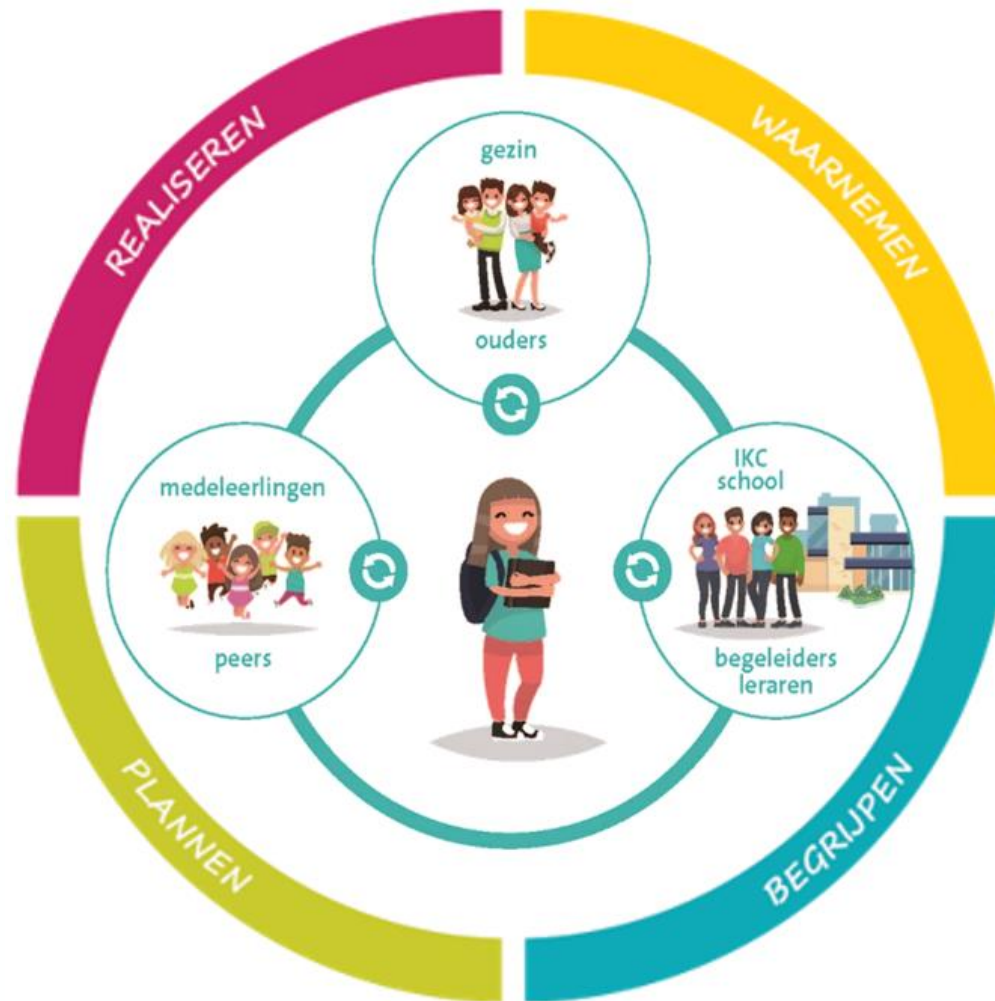 REALISEREN
WAARNEMEN
gezin
ouders
medeleerlingen
peers
IKC
school
begeleiders
leraren
PLANNEN
BEGRIJPEN